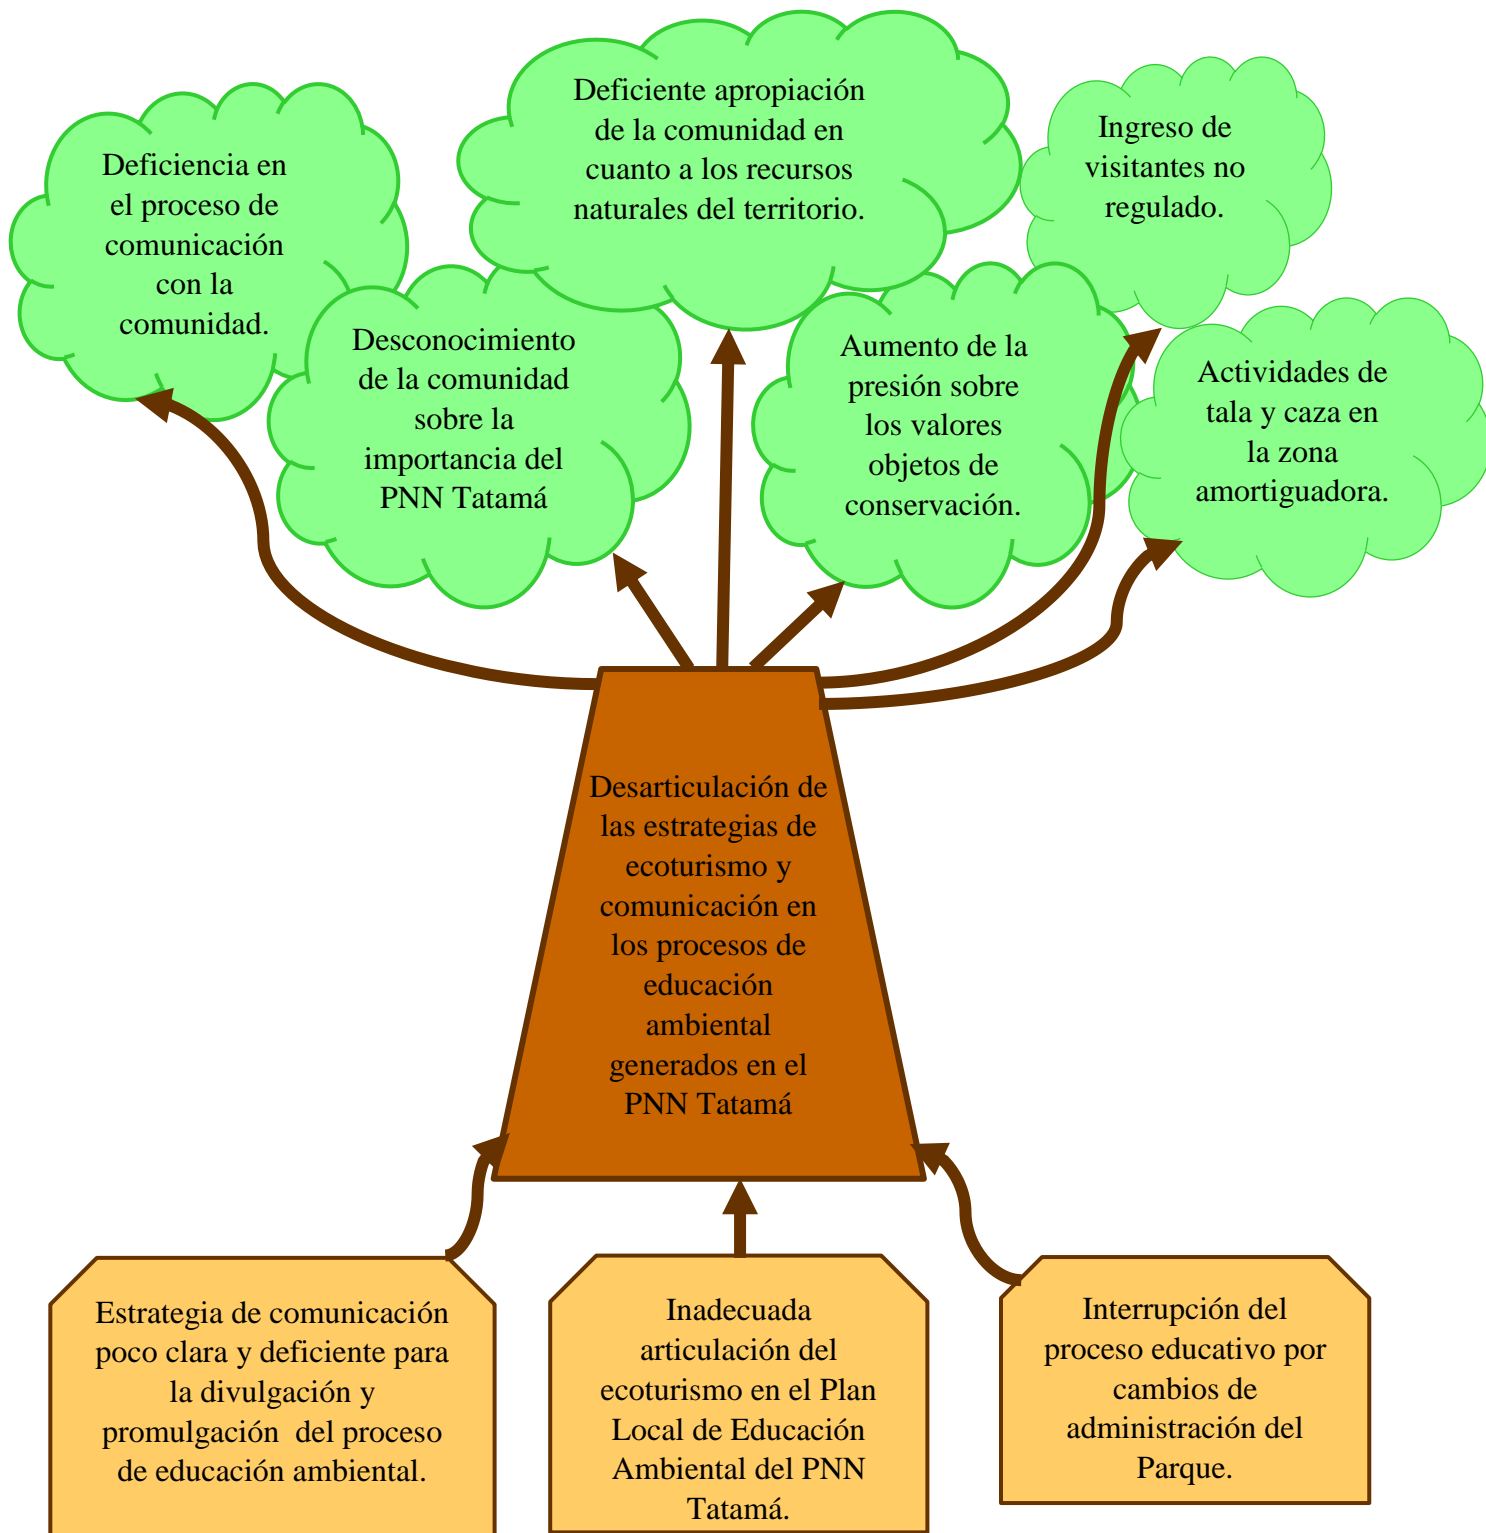 Deficiencia en
el proceso de
comunicación
con la
comunidad.
Desconocimiento
de la comunidad
sobre la
importancia del
PNN Tatamá
Deficiente apropiación
de la comunidad en
cuanto a los recursos
naturales del territorio.
Aumento de la
presión sobre
los valores
objetos de
conservación.
Ingreso de
visitantes no
regulado.
Actividades de
tala y caza en
la zona
amortiguadora.
Desarticulación de
las estrategias de
ecoturismo y
comunicación en
los procesos de
educación
ambiental
generados en el
PNN Tatamá
Estrategia de comunicación
poco clara y deficiente para
la divulgación y
promulgación  del proceso
de educación ambiental.
Inadecuada
articulación del
ecoturismo en el Plan
Local de Educación
Ambiental del PNN
Tatamá.
Interrupción del
proceso educativo por
cambios de
administración del
Parque.